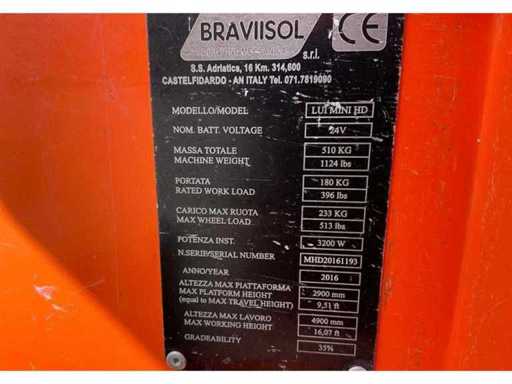 BRAVIISOL
s.r.l.
CE
S.S. Adriatica, 16 Km. 314,600
CASTELFIDARDO - AN ITALY Tel. 071.7819090
MODELLO/MODEL LUI MINI HD
NOM. BATT. VOLTAGE 24V
MASSA TOTALE 510 KG
MACHINE WEIGHT 1124 lbs
PORTATA 180 KG
RATED WORK LOAD 396 lbs
CARICO MAX RUOTA 233 KG
MAX WHEEL LOAD 513 lbs
POTENZA INST. 3200 W
N.SERIE/SERIAL NUMBER MHD20161193
ANNO/YEAR 2016
ALTEZZA MAX PIATTAFORMA
MAX PLATFORM HEIGHT 2900 mm
(equal to MAX TRAVEL HEIGHT) 9,51 ft
ALTEZZA MAX LAVORO 4900 mm
MAX WORKING HEIGHT 16,07 ft
GRADEABILITY 35%